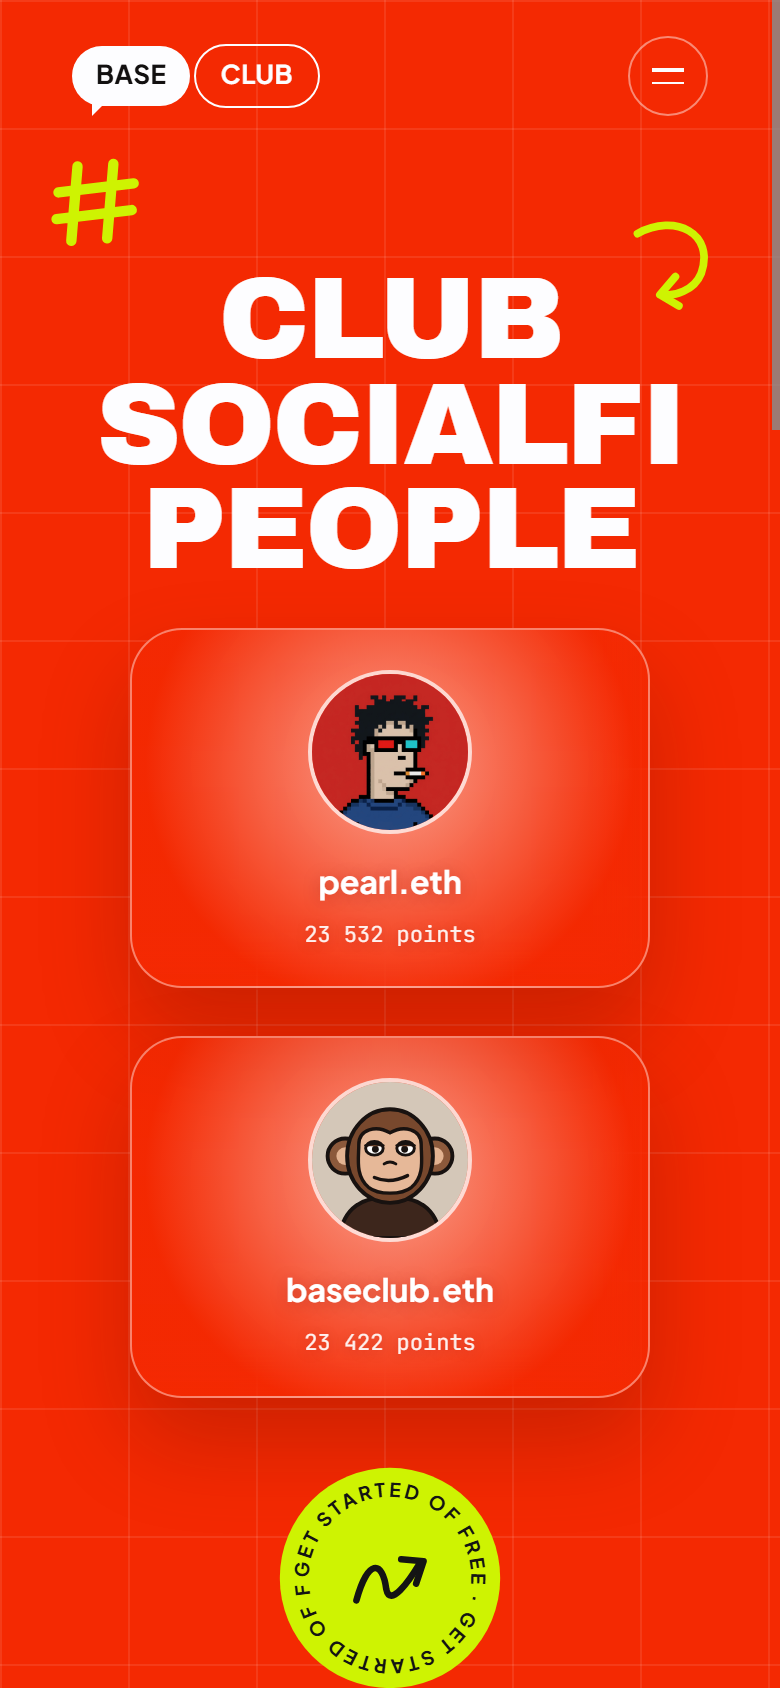 BASE CLUB
#
CLUB
SOCIALFI
PEOPLE
pearl.eth
23 532 points
baseclub.eth
23 422 points
GET STARTED OF FREE · GET STARTED OF F